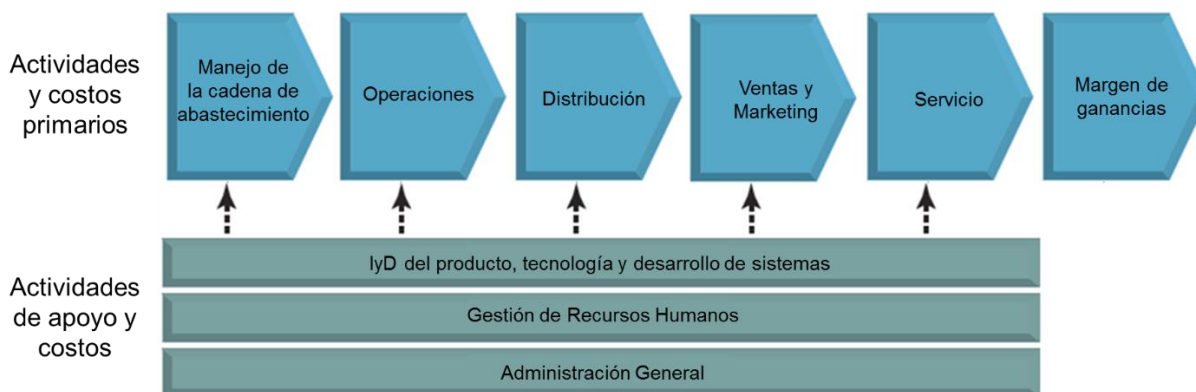 Actividades
y costos
primarios
Manejo de
la cadena de
abastecimiento
Operaciones
Distribución
Ventas y
Marketing
Servicio
Margen de
ganancias
Actividades
de apoyo y
costos
IyD del producto, tecnología y desarrollo de sistemas
Gestión de Recursos Humanos
Administración General